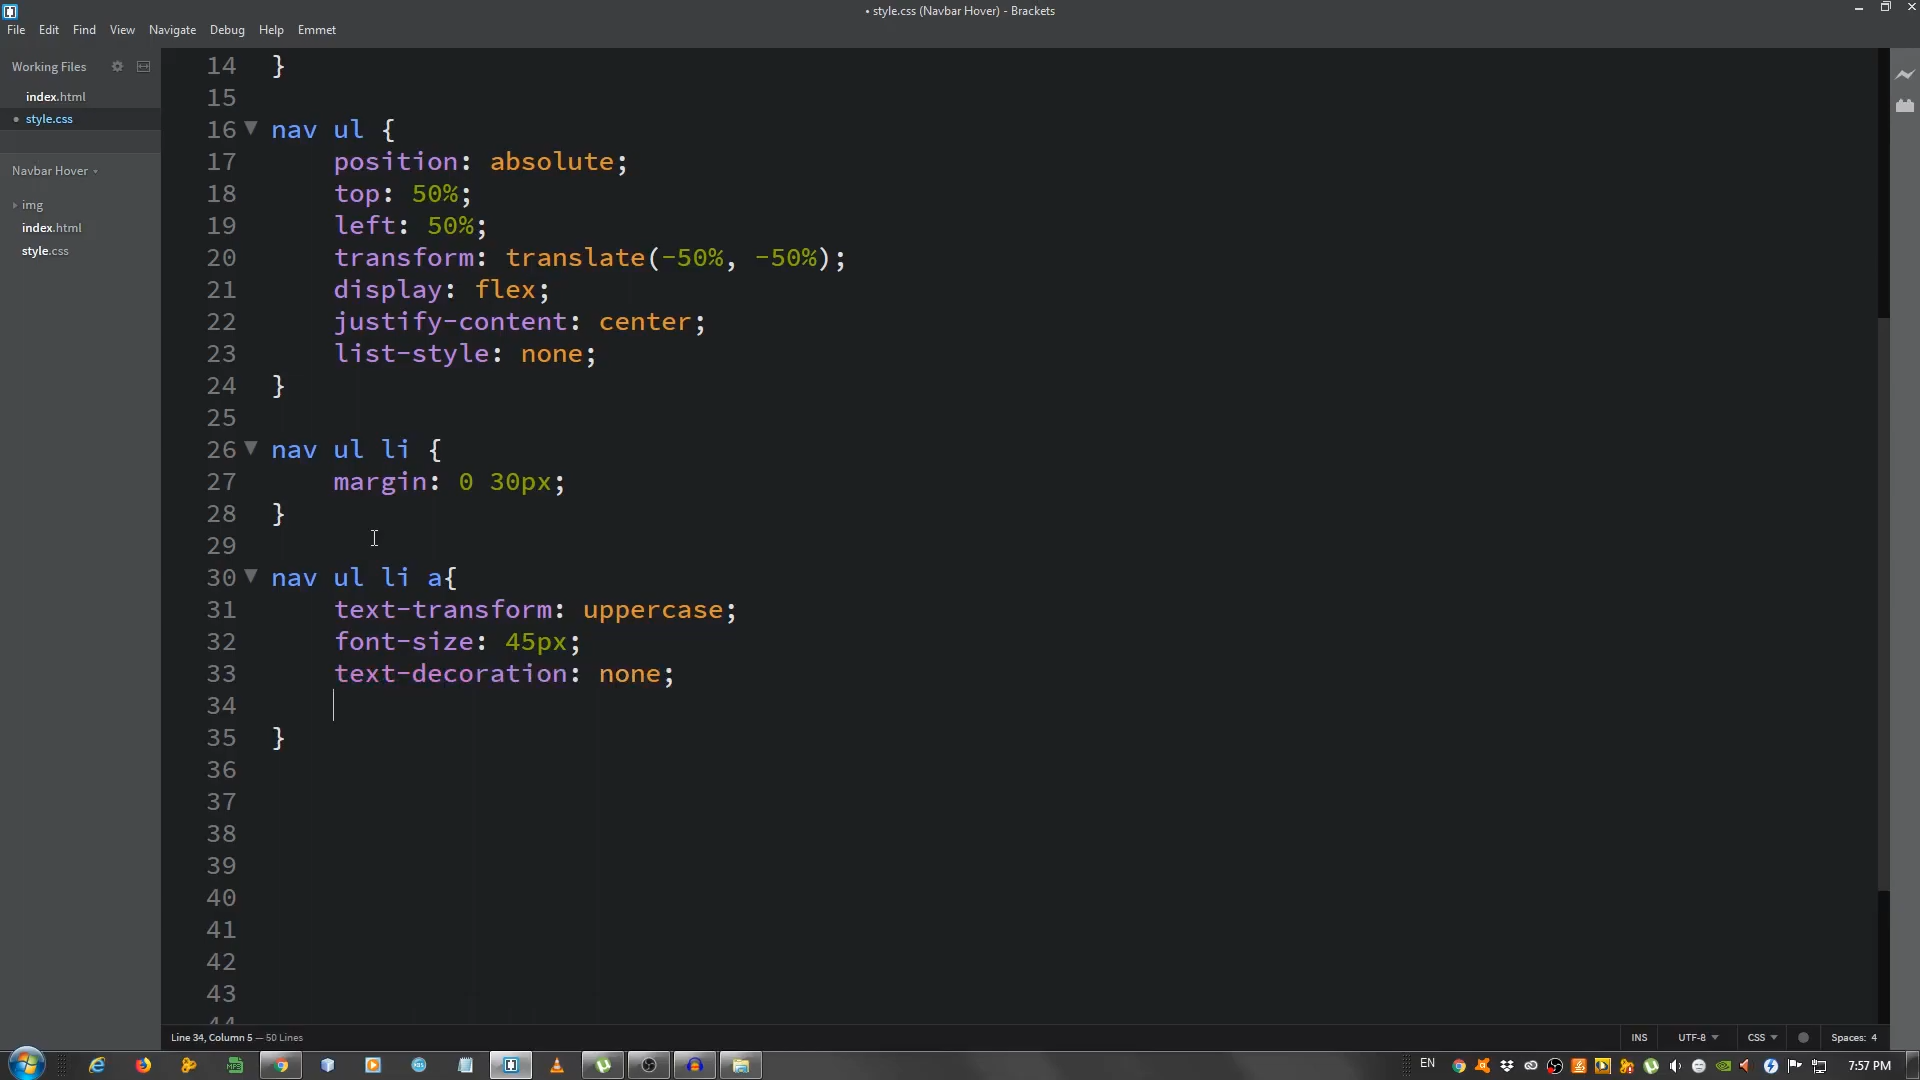 • style.css (Navbar Hover) - Brackets
File Edit Find View Navigate Debug Help Emmet
Working Files
index.html
• style.css
Navbar Hover
img
index.html
style.css
14 }
15
16 nav ul {
17 position: absolute;
18 top: 50%;
19 left: 50%;
20 transform: translate(-50%, -50%);
21 display: flex;
22 justify-content: center;
23 list-style: none;
24 }
25
26 nav ul li {
27 margin: 0 30px;
28 }
29
30 nav ul li a{
31 text-transform: uppercase;
32 font-size: 45px;
33 text-decoration: none;
34
35 }
36
37
38
39
40
41
42
43
44
Line 34, Column 5 — 50 Lines
INS UTF-8 CSS Spaces: 4
EN 7:57 PM